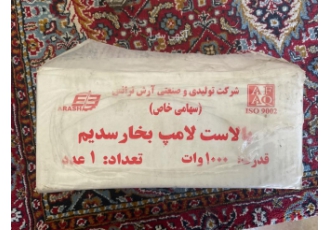 شرکت تولیدی و صنعتی آرش ترانس
(سهامی خاص)
ISO 9002
بالاست لامپ بخار سدیم
قدرت: ۱۰۰۰ وات تعداد: ۱ عدد